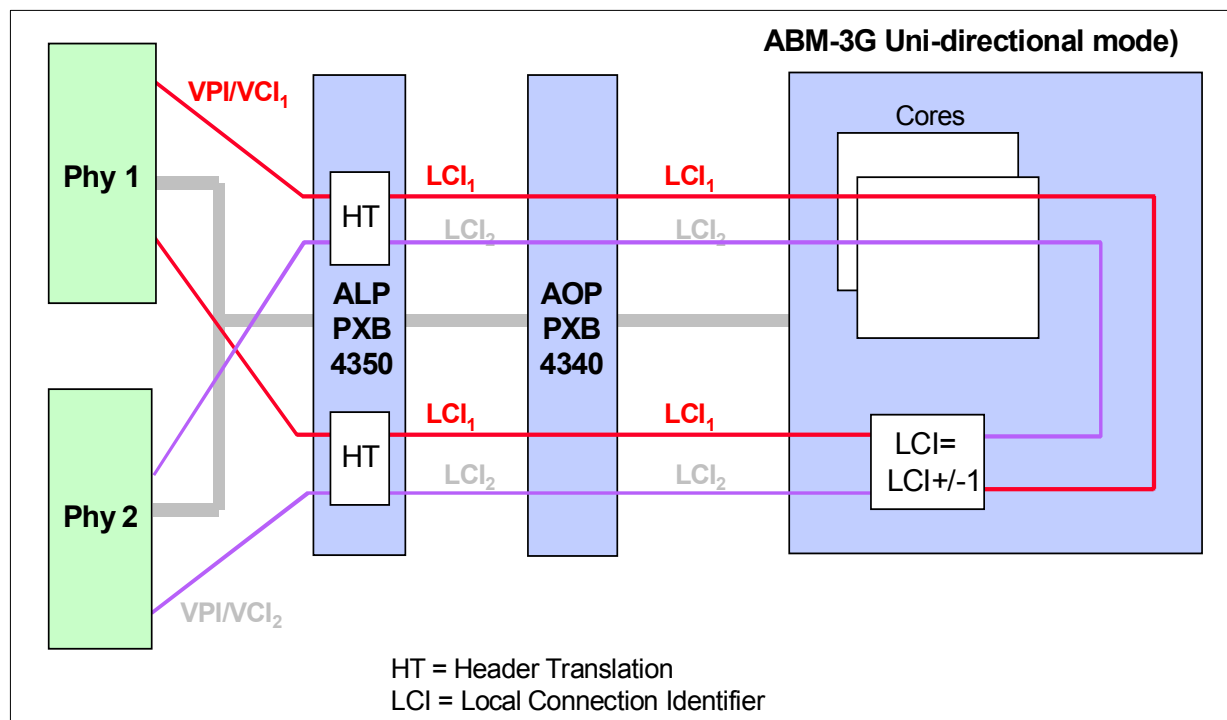 ABM-3G Uni-directional mode)
VPI/VCI1
Cores
Phy 1
LCI1
LCI1
HT
LCI2
LCI2
ALP
PXB
4350
AOP
PXB
4340
LCI1
LCI1
HT
LCI=
LCI+/-1
LCI2
LCI2
Phy 2
VPI/VCI2
HT = Header Translation
LCI = Local Connection Identifier